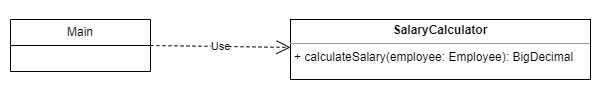 Main
Use
SalaryCalculator
+ calculateSalary(employee: Employee): BigDecimal